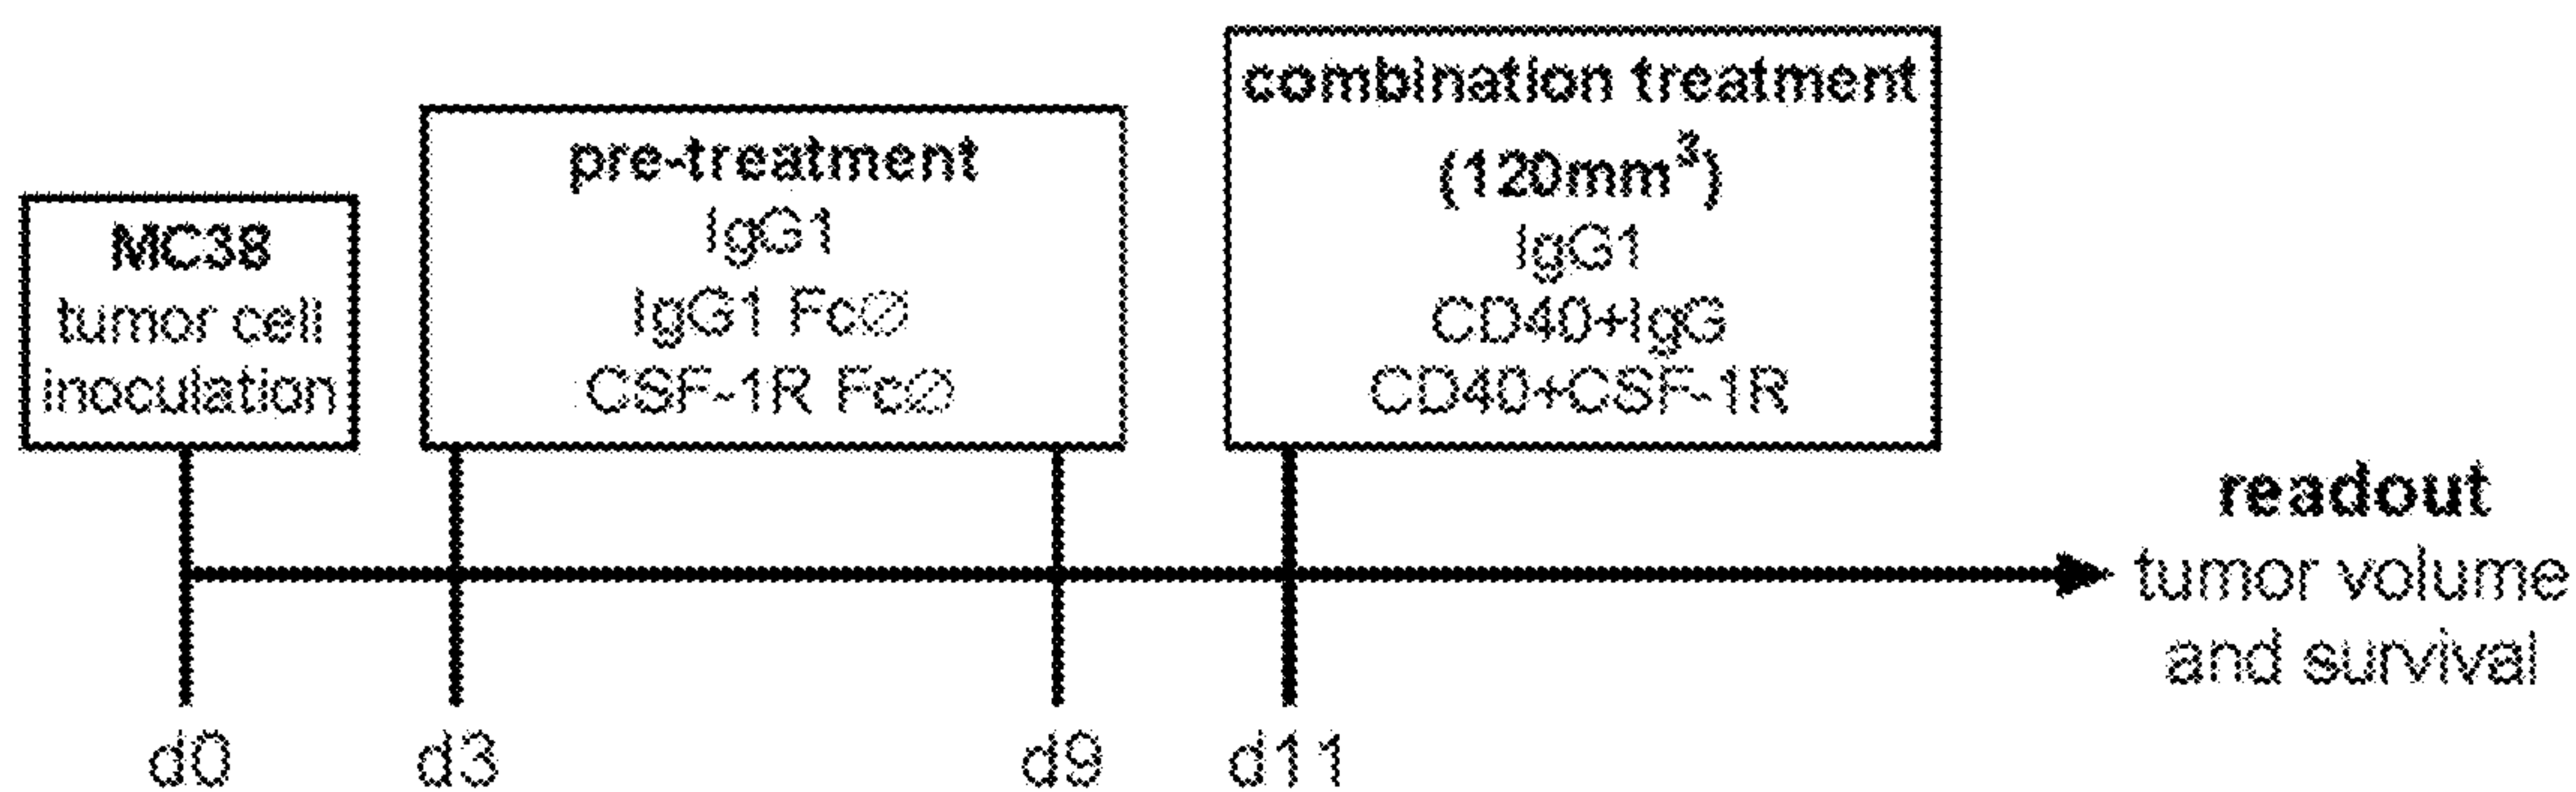 MC38
tumor cell
inoculation
pre-treatment
IgG1
IgG1 Fc∅
CSF-1R Fc∅
combination treatment
(120mm³)
IgG1
CD40+IgG
CD40+CSF-1R
readout
tumor volume
and survival
d0
d3
d9
d11